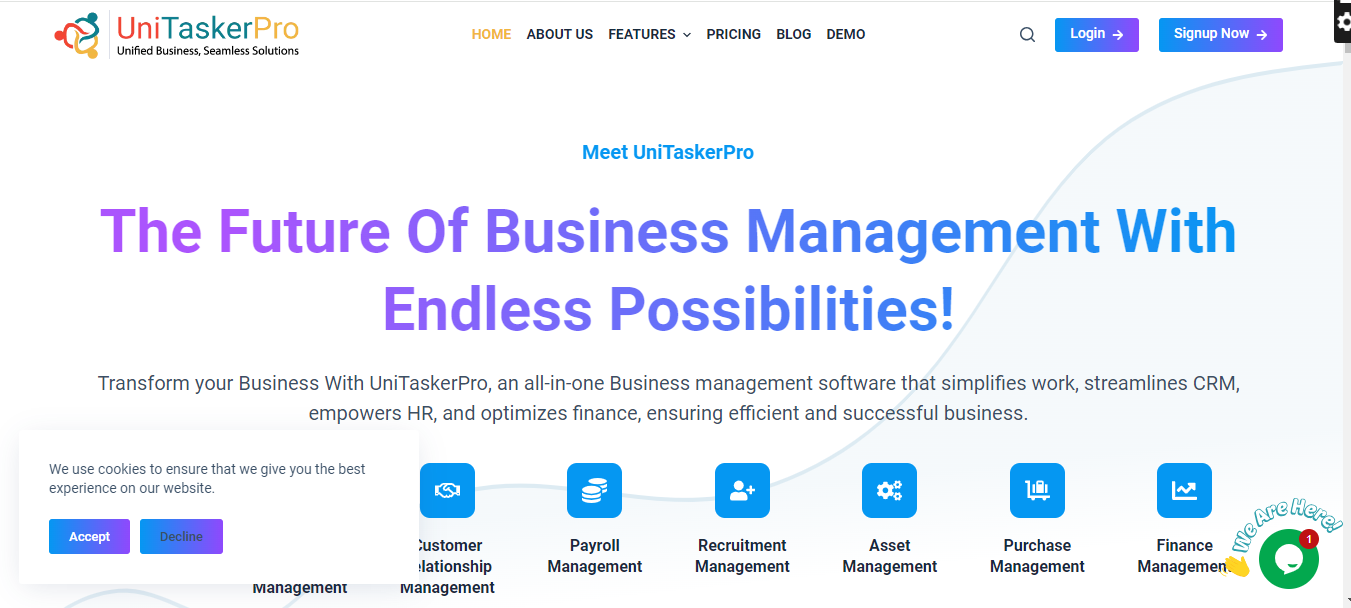 UniTaskerPro
Unified Business, Seamless Solutions
HOME ABOUT US FEATURES PRICING BLOG DEMO
Login
Signup Now
Meet UniTaskerPro
The Future Of Business Management With
Endless Possibilities!
Transform your Business With UniTaskerPro, an all-in-one Business management software that simplifies work, streamlines CRM,
empowers HR, and optimizes finance, ensuring efficient and successful business.
We use cookies to ensure that we give you the best
experience on our website.
Accept
Decline
Management
Customer
elationship
Management
Payroll
Management
Recruitment
Management
Asset
Management
Purchase
Management
Finance
Management
We Are Here!
1